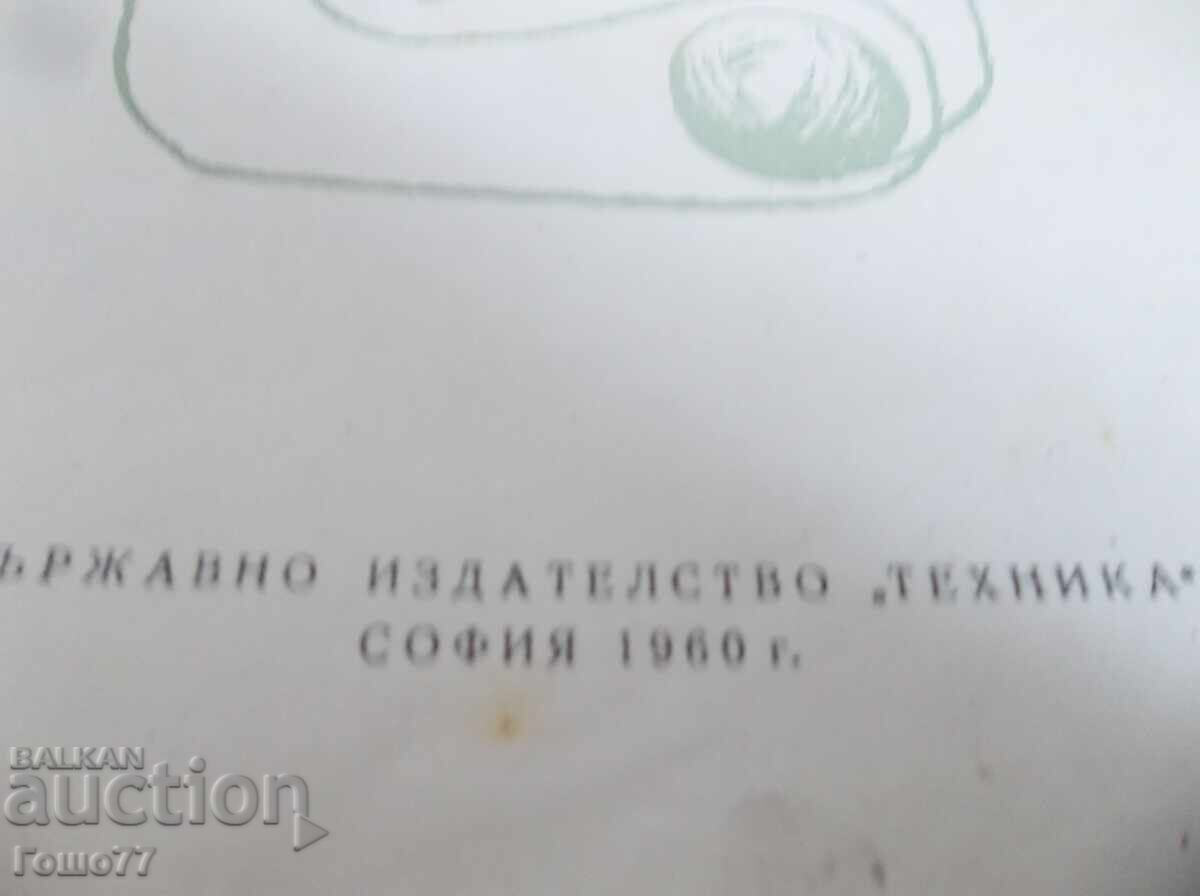 ЪРЖАВНО ИЗДАТЕЛСТВО „ТЕХНИКА“
СОФИЯ 1960 г.
BALKAN
auction
Гошо77